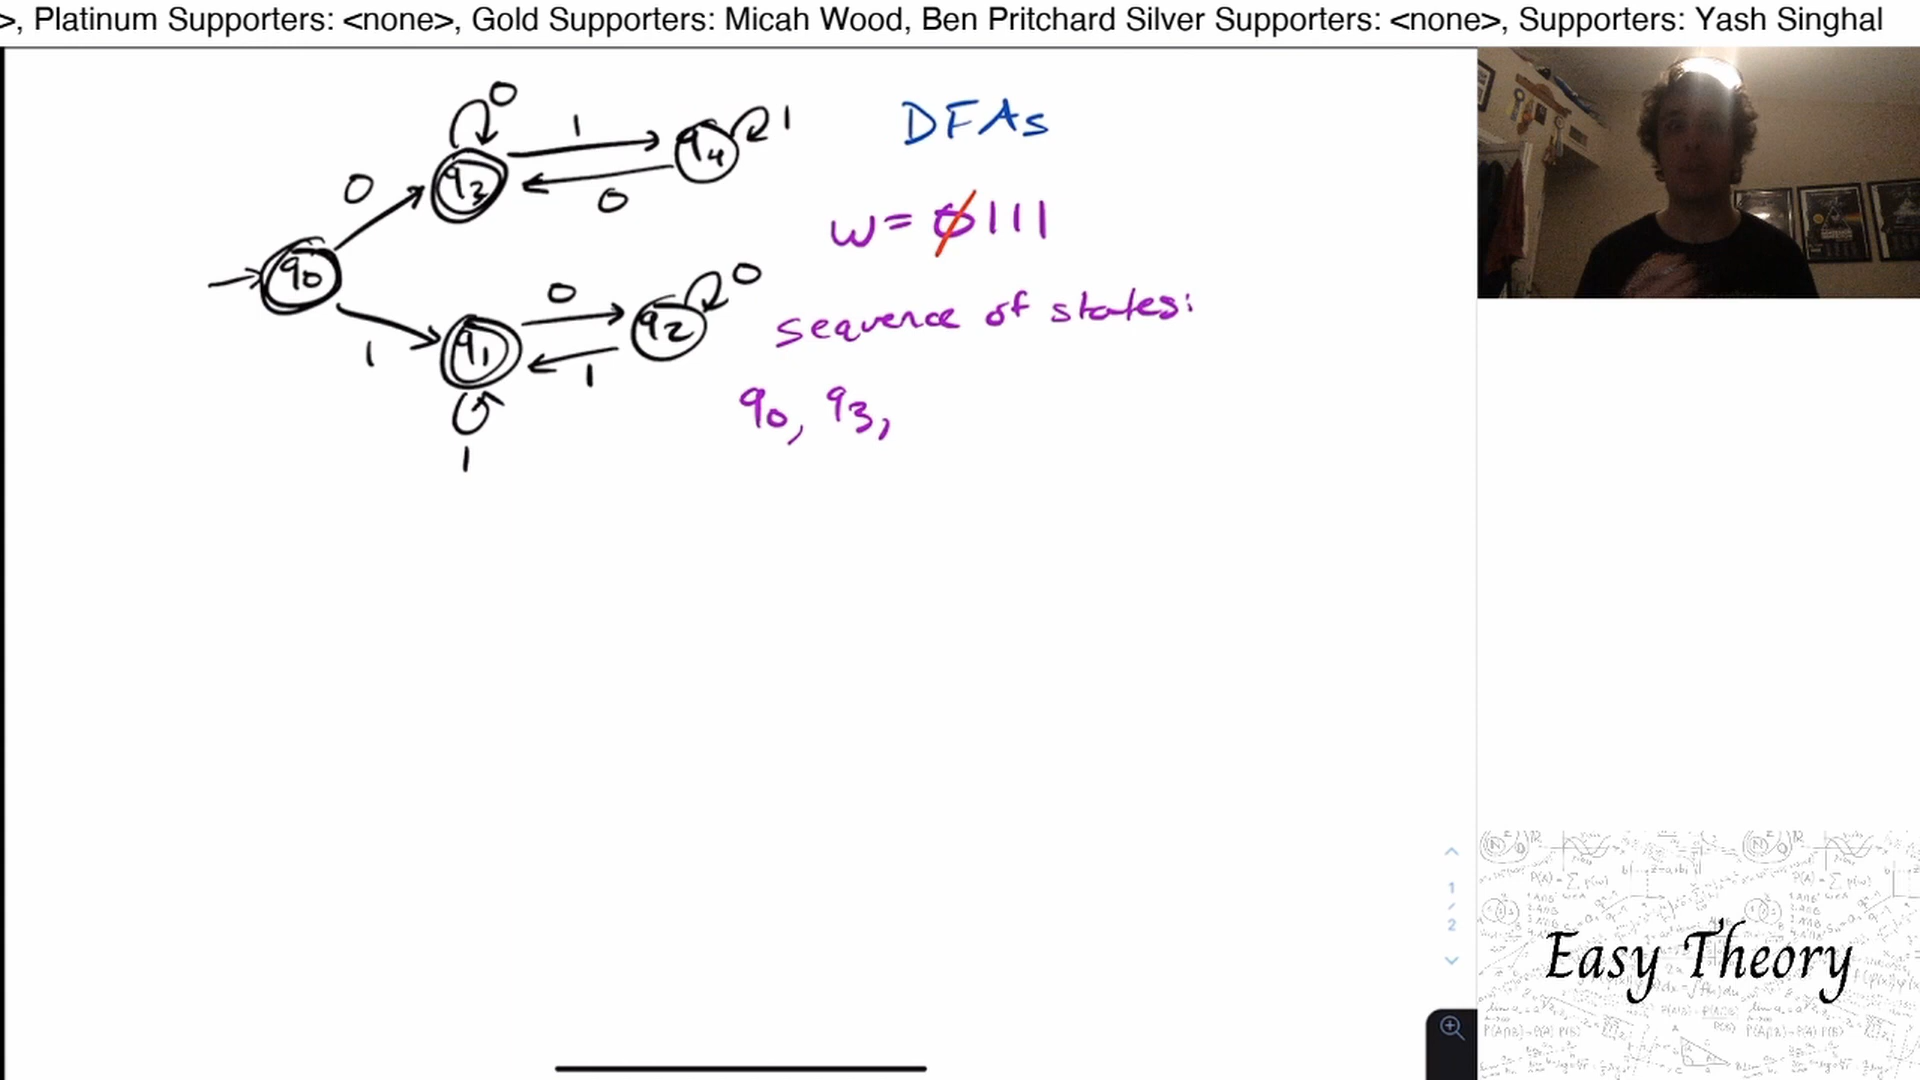 >, Platinum Supporters: <none>, Gold Supporters: Micah Wood, Ben Pritchard Silver Supporters: <none>, Supporters: Yash Singhal
0
1
q4
1
DFAs
q3
0
0
w = 0111
q0
0
q2
0
sequence of states:
1
q1
1
q0, q3,
1
1
2
Easy Theory